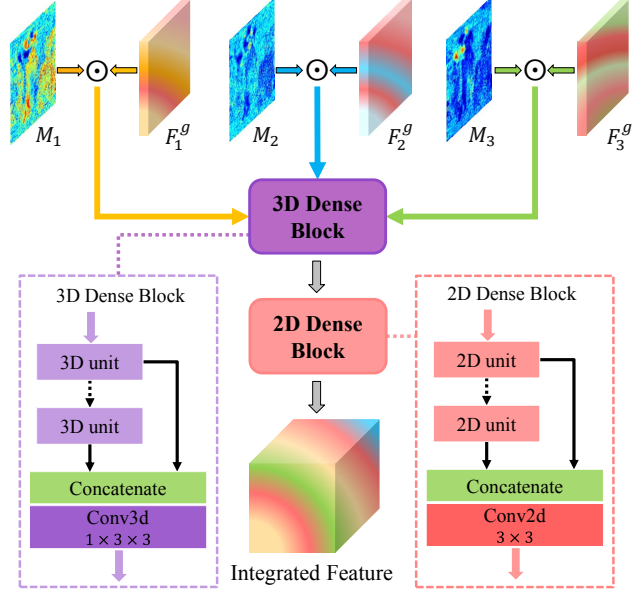 M₁
F₁ᵍ
M₂
F₂ᵍ
M₃
F₃ᵍ
3D Dense
Block
3D Dense Block
3D unit
3D unit
Concatenate
Conv3d
1 × 3 × 3
2D Dense
Block
Integrated Feature
2D Dense Block
2D unit
2D unit
Concatenate
Conv2d
3 × 3